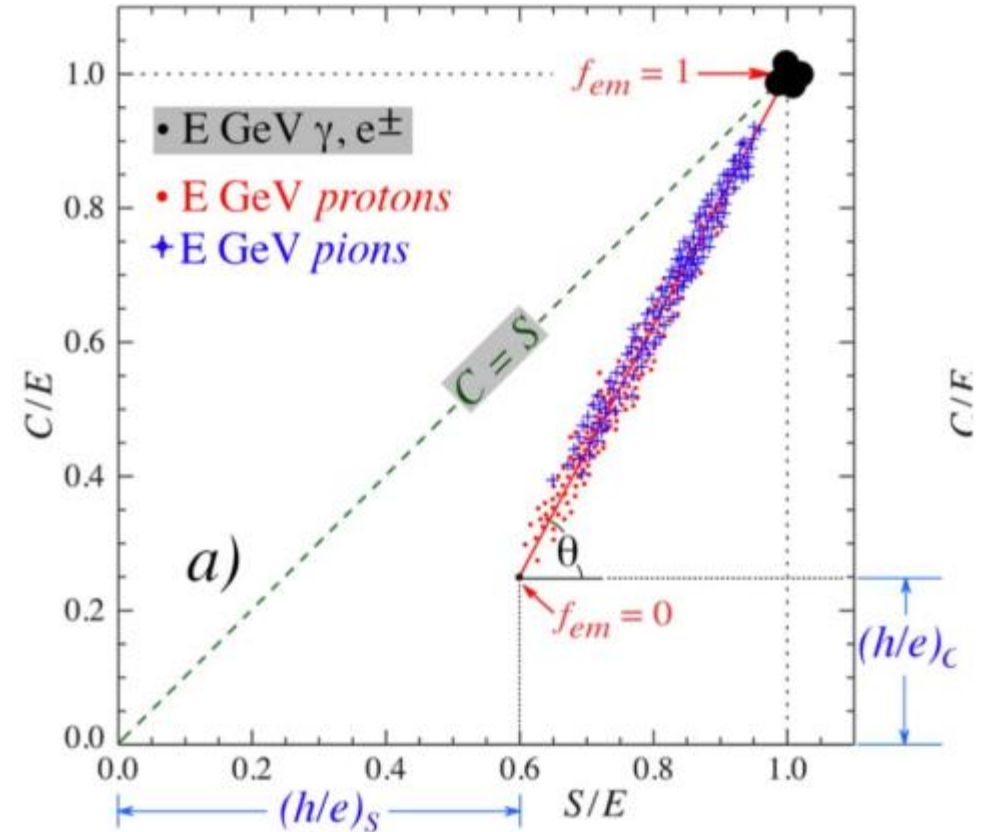 1.0
f_em = 1
• E GeV γ, e±
0.8
• E GeV protons
+ E GeV pions
0.6
C = S
C/E
C/E
0.4
a)
θ
0.2
f_em = 0
(h/e)_C
0.0
0.0 0.2 0.4 0.6 0.8 1.0
(h/e)_S
S/E